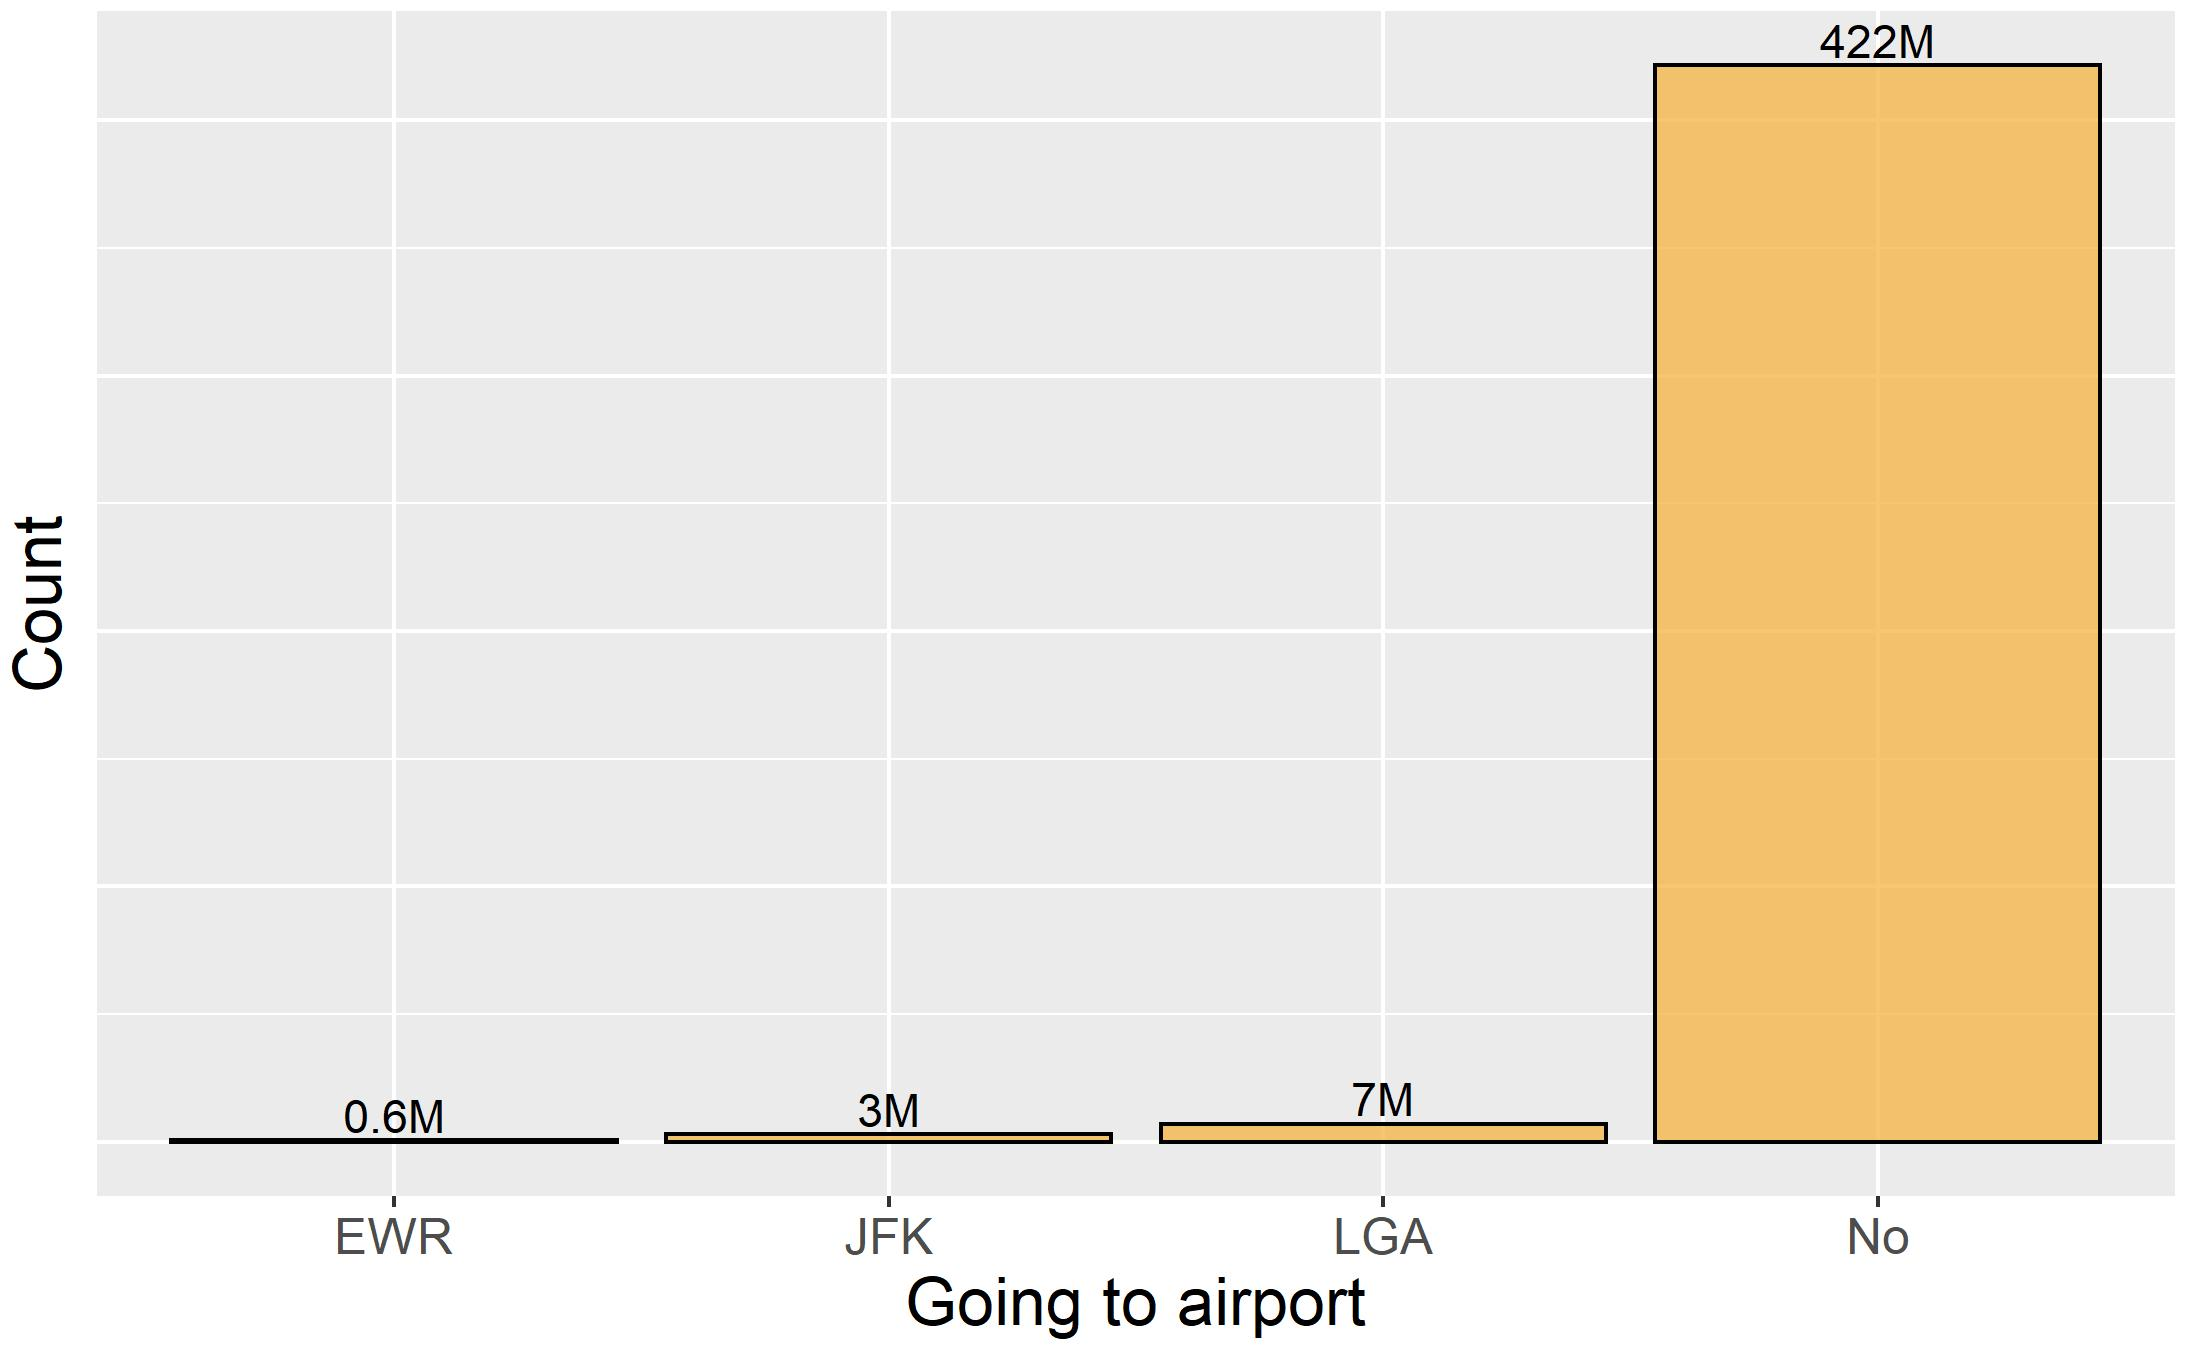 422M
Count
0.6M 3M 7M
EWR JFK LGA No
Going to airport